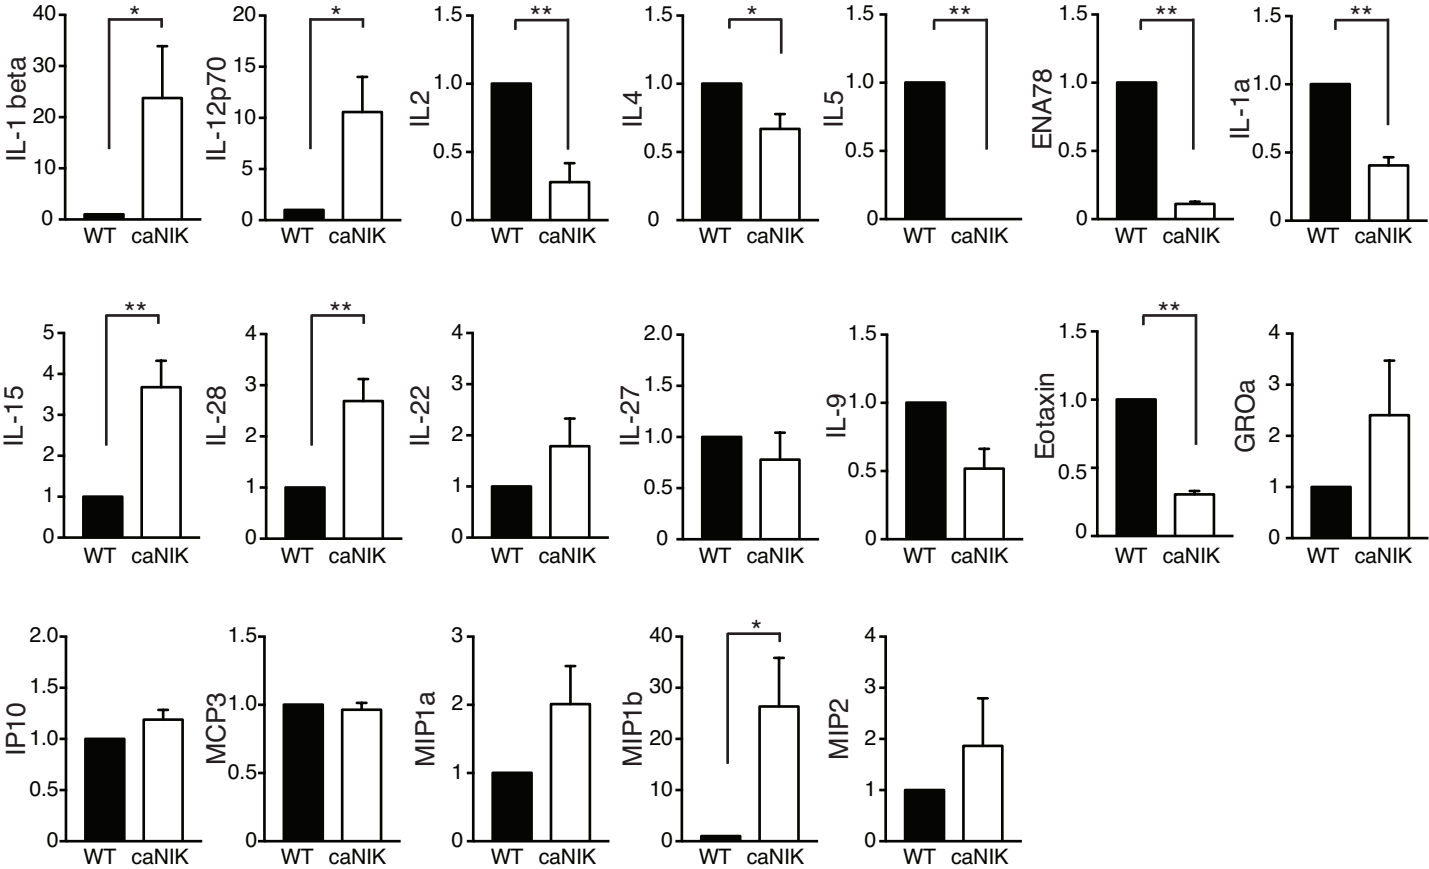 IL-1 beta
40
30
20
10
0
*
WT caNIK
IL-12p70
20
15
10
5
0
*
WT caNIK
IL2
1.5
1.0
0.5
0
**
WT caNIK
IL4
1.5
1.0
0.5
0
*
WT caNIK
IL5
1.5
1.0
0.5
0
**
WT caNIK
ENA78
1.5
1.0
0.5
0
**
WT caNIK
IL-1a
1.5
1.0
0.5
0
**
WT caNIK
IL-15
5
4
3
2
1
0
**
WT caNIK
IL-28
4
3
2
1
0
**
WT caNIK
IL-22
4
3
2
1
0
WT caNIK
IL-27
2.0
1.5
1.0
0.5
0
WT caNIK
IL-9
1.5
1.0
0.5
0
WT caNIK
Eotaxin
1.5
1.0
0.5
0
**
WT caNIK
GROa
4
3
2
1
0
WT caNIK
IP10
2.0
1.5
1.0
0.5
0
WT caNIK
MCP3
1.5
1.0
0.5
0
WT caNIK
MIP1a
3
2
1
0
WT caNIK
MIP1b
40
30
20
10
0
*
WT caNIK
MIP2
4
3
2
1
0
WT caNIK